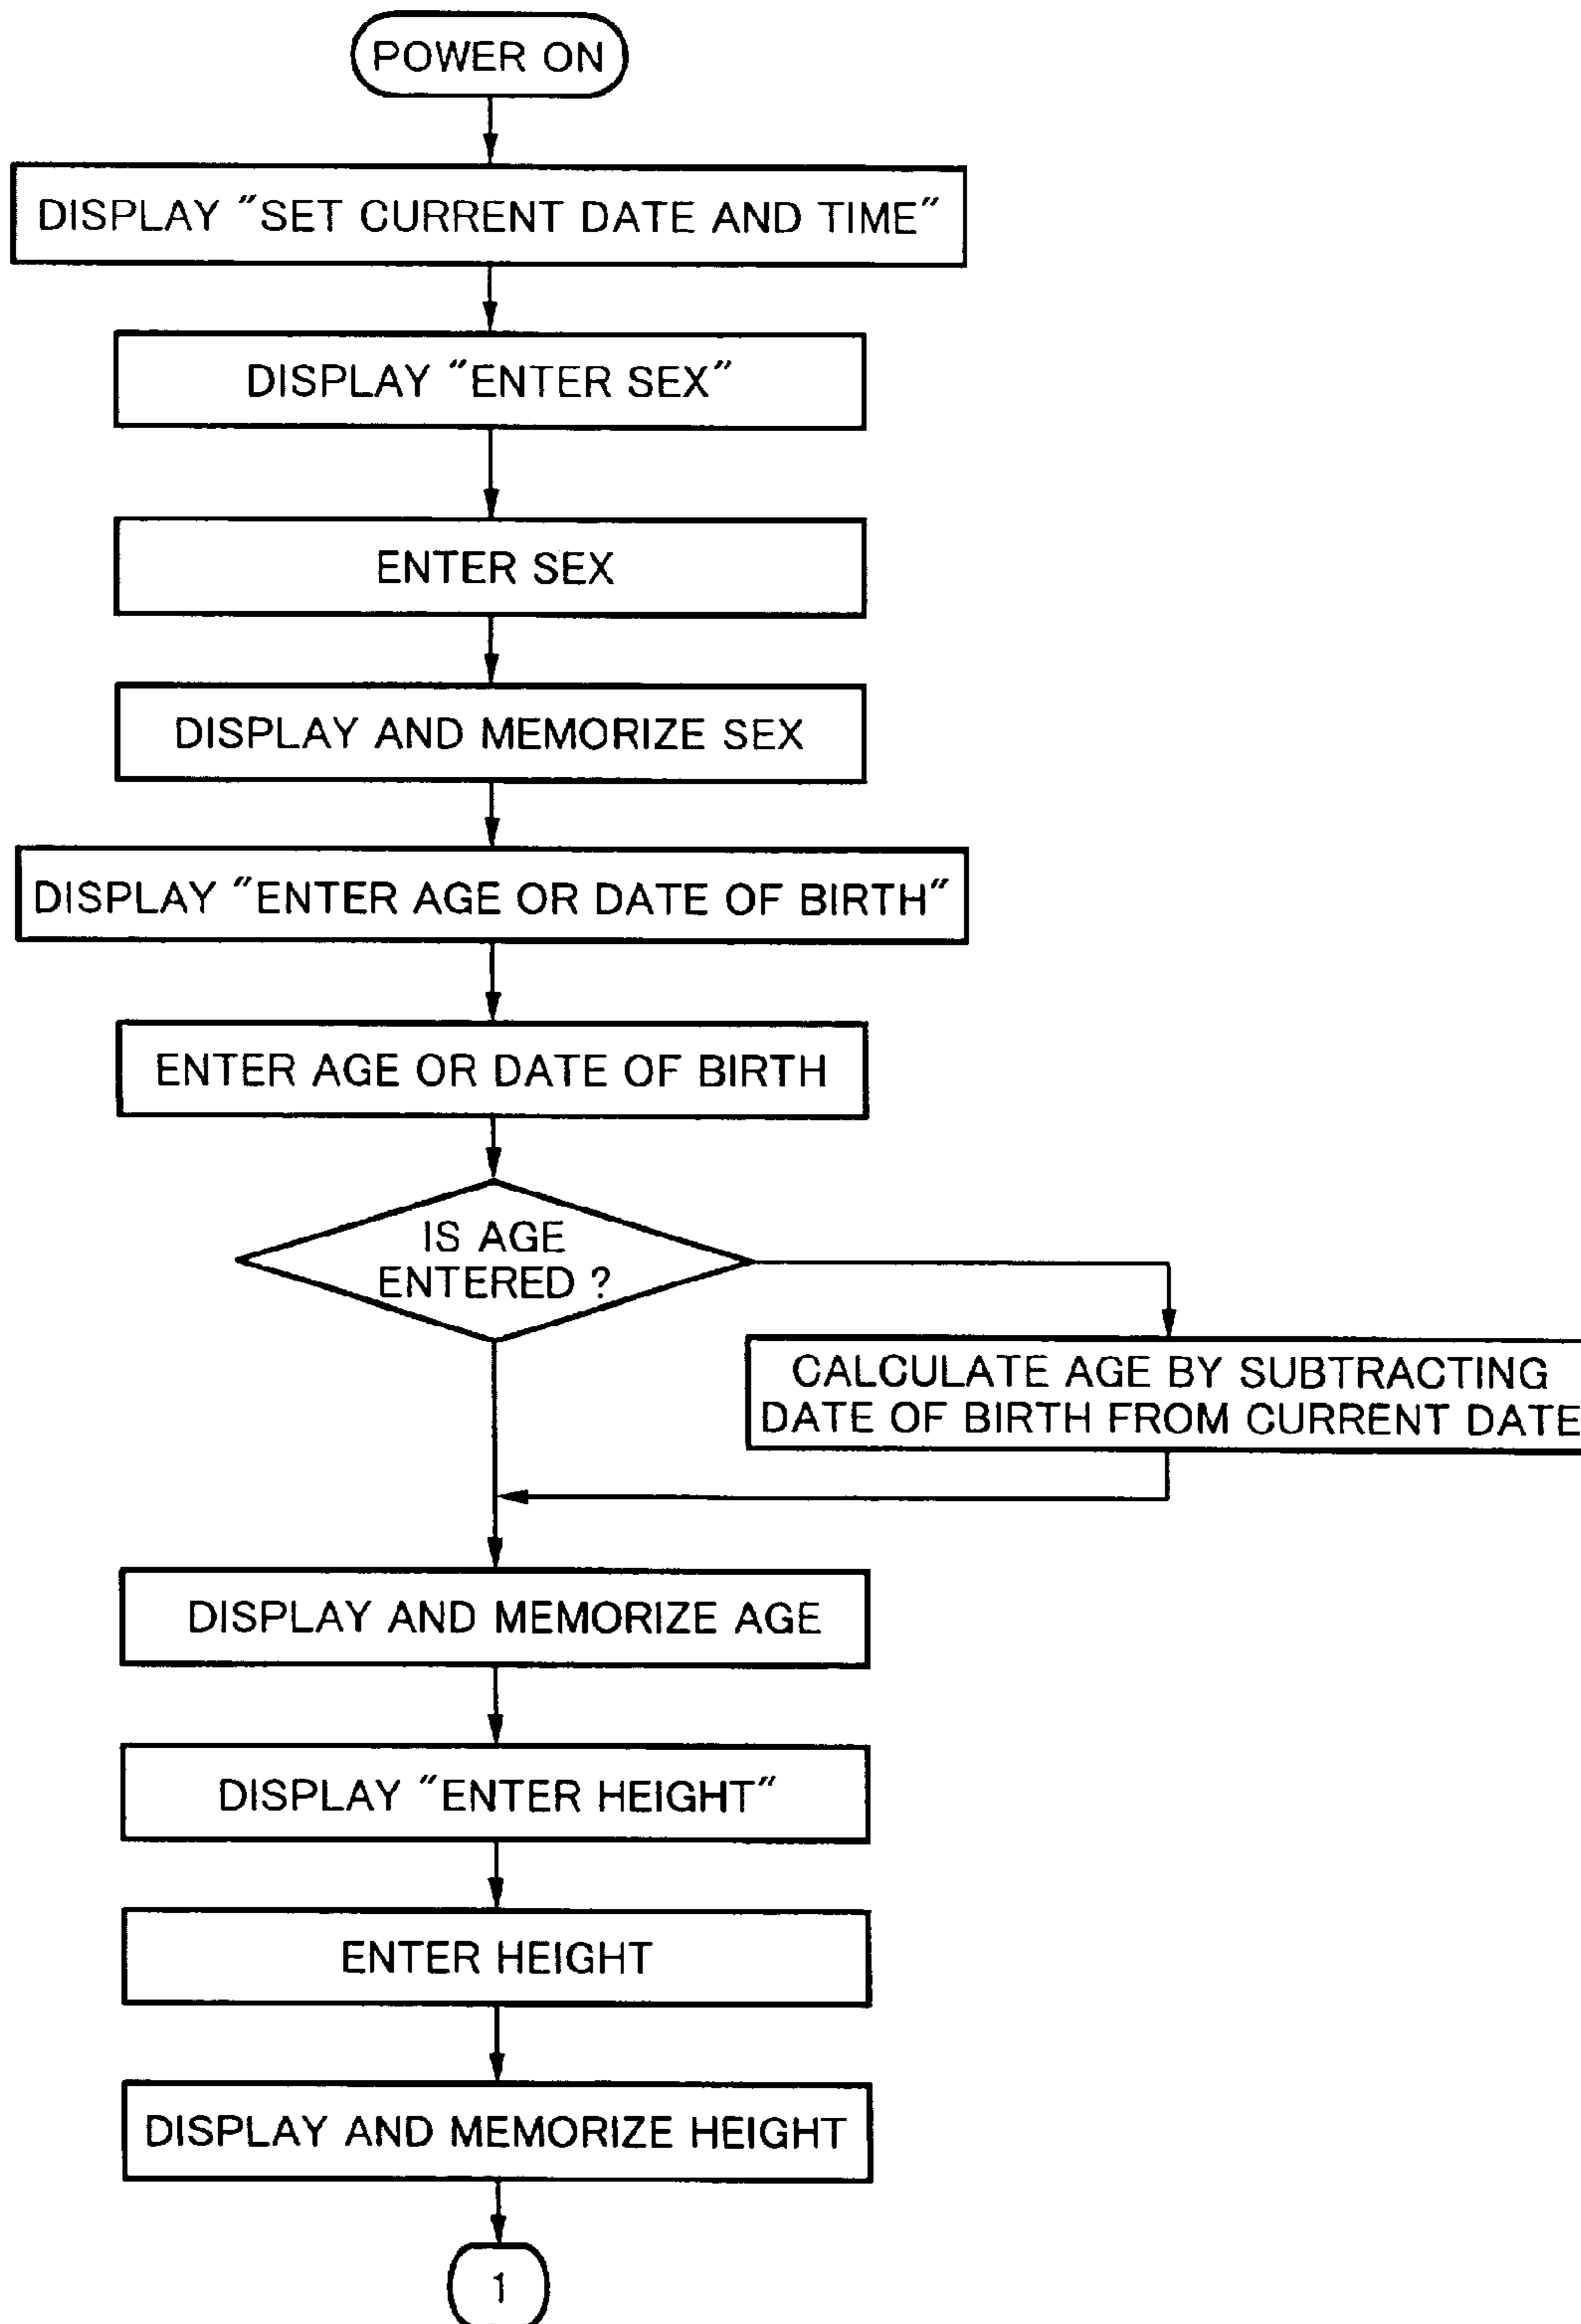 POWER ON
DISPLAY "SET CURRENT DATE AND TIME"
DISPLAY "ENTER SEX"
ENTER SEX
DISPLAY AND MEMORIZE SEX
DISPLAY "ENTER AGE OR DATE OF BIRTH"
ENTER AGE OR DATE OF BIRTH
IS AGE
ENTERED ?
CALCULATE AGE BY SUBTRACTING
DATE OF BIRTH FROM CURRENT DATE
DISPLAY AND MEMORIZE AGE
DISPLAY "ENTER HEIGHT"
ENTER HEIGHT
DISPLAY AND MEMORIZE HEIGHT
1